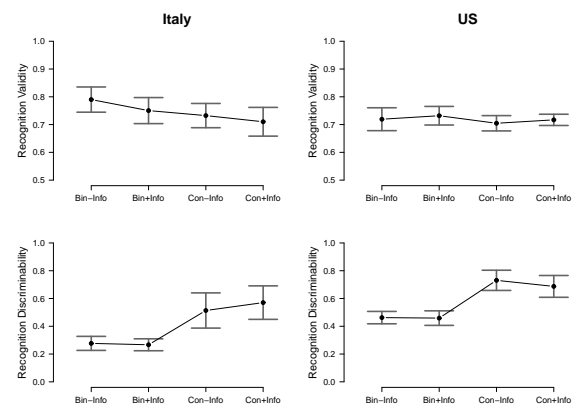 Italy
US
Recognition Validity
1.0
0.9
0.8
0.7
0.6
0.5
Bin−Info Bin+Info Con−Info Con+Info
Recognition Validity
1.0
0.9
0.8
0.7
0.6
0.5
Bin−Info Bin+Info Con−Info Con+Info
Recognition Discriminability
1.0
0.8
0.6
0.4
0.2
0.0
Bin−Info Bin+Info Con−Info Con+Info
Recognition Discriminability
1.0
0.8
0.6
0.4
0.2
0.0
Bin−Info Bin+Info Con−Info Con+Info